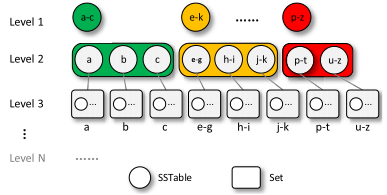 Level 1 a-c e-k ...... p-z
Level 2 a b c e-g h-i j-k p-t u-z
Level 3 ... ... ... ... ... ... ... ...
a b c e-g h-i j-k p-t u-z
Level N ......
SSTable Set